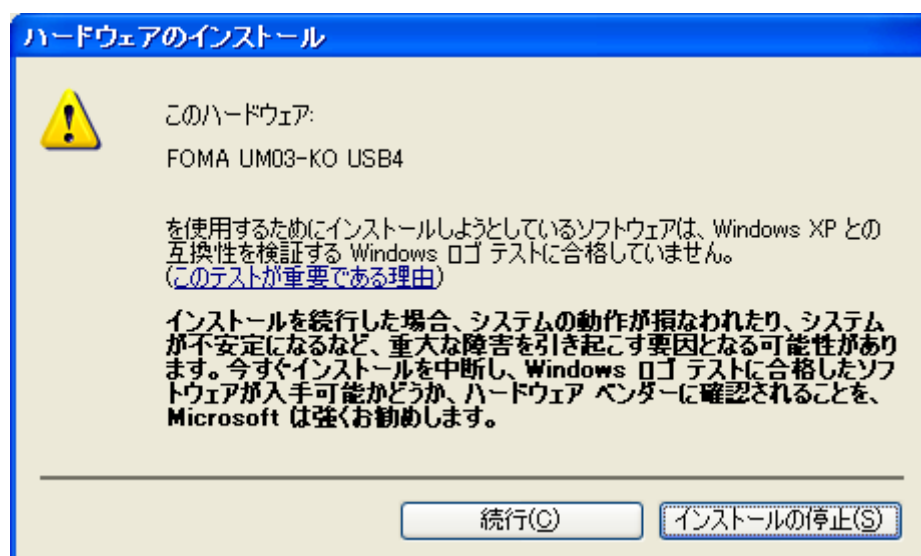 ハードウェアのインストール
このハードウェア:
FOMA UM03-KO USB4
を使用するためにインストールしようとしているソフトウェアは、Windows XP との
互換性を検証する Windows ロゴ テストに合格していません。
(このテストが重要である理由)
インストールを続行した場合、システムの動作が損なわれたり、システム
が不安定になるなど、重大な障害を引き起こす要因となる可能性があり
ます。今すぐインストールを中断し、Windows ロゴ テストに合格したソフ
トウェアが入手可能かどうか、ハードウェア ベンダーに確認されることを、
Microsoft は強くお勧めします。
続行(C)
インストールの停止(S)